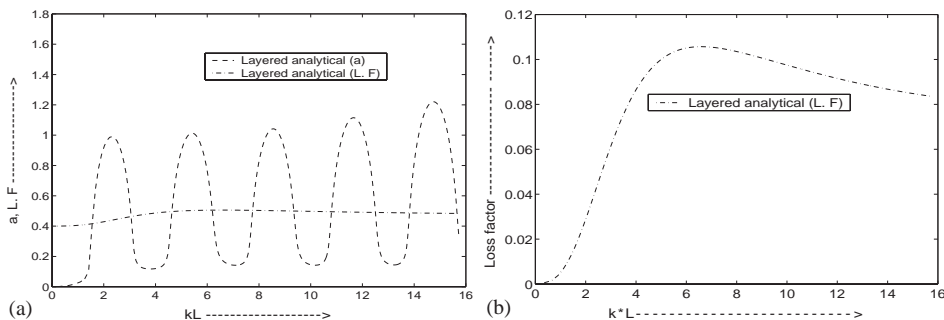 1.8
1.6
1.4
1.2
1
0.8
0.6
0.4
0.2
0
a, L. F -------------->
Layered analytical (a)
Layered analytical (L. F)
0 2 4 6 8 10 12 14 16
kL -------------------->
(a)
0.12
0.1
0.08
0.06
0.04
0.02
0
Loss factor ---------------------->
Layered analytical (L. F)
0 2 4 6 8 10 12 14 16
k*L - - - - - - - - - - - - - - - - - - - - - - - >
(b)